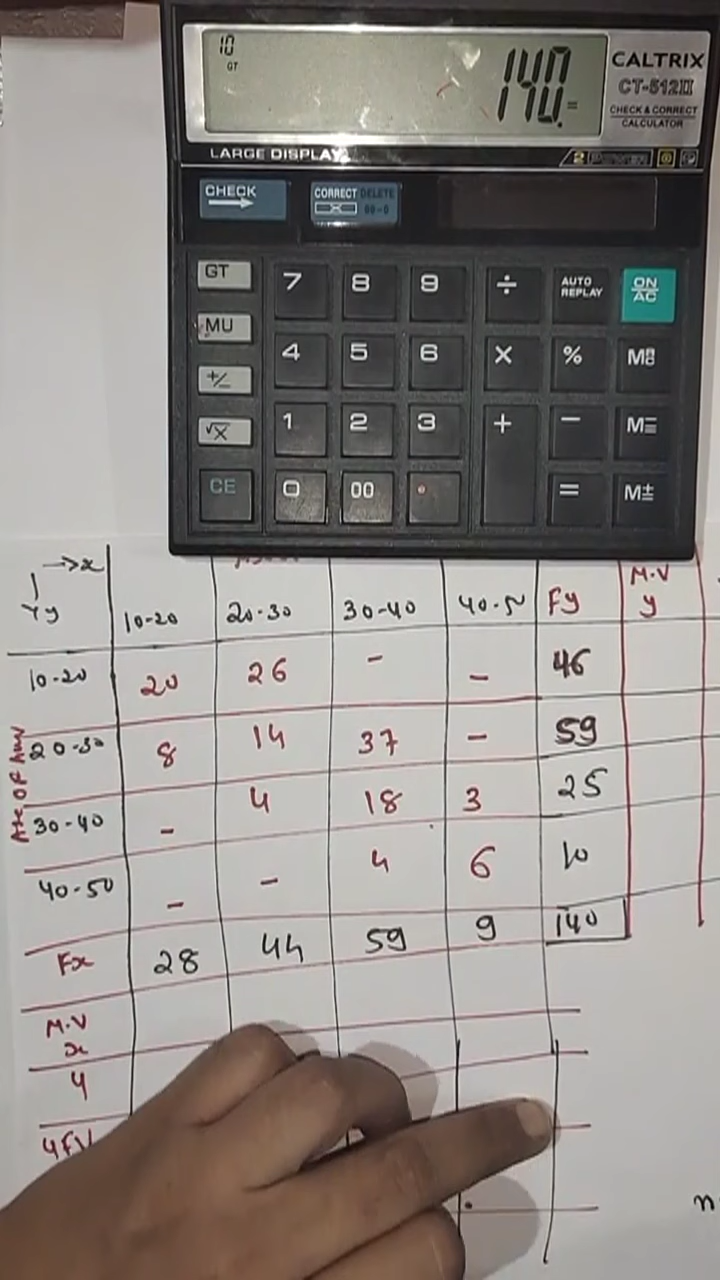 10
GT
140.
=
CALTRIX
CT-512II
CHECK & CORRECT
CALCULATOR
LARGE DISPLAY
CHECK
CORRECT DELETE
00→0
GT 7 8 9 ÷ AUTO REPLAY ON AC
MU 4 5 6 X %
+/- 1 2 3 + − M=
√X
CE 0 00 . = M±
→x
y 10-20 20-30 30-40 40-50 Fy M.V y
10-20 20 26 - - 46
20-30 8 14 37 - 59
30-40 - 4 18 3 25
40-50 - - 4 6 10
Fx 28 44 59 9 140
M.V
x
n